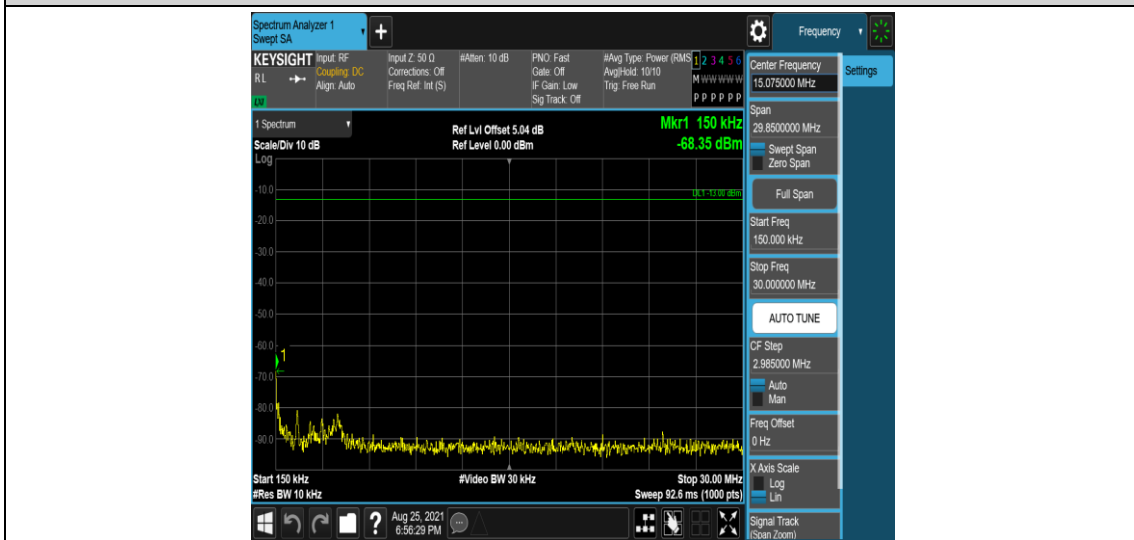 Spectrum Analyzer 1
Swept SA
+
Frequency
KEYSIGHT
RL
LXI
Input: RF
Coupling: DC
Align: Auto
Input Z: 50 Ω
Corrections: Off
Freq Ref: Int (S)
#Atten: 10 dB
PNO: Fast
Gate: Off
IF Gain: Low
Sig Track: Off
#Avg Type: Power (RMS
Avg|Hold: 10/10
Trig: Free Run
1 2 3 4 5 6
M W W W W W
P P P P P P
1 Spectrum
Scale/Div 10 dB
Ref Lvl Offset 5.04 dB
Ref Level 0.00 dBm
Mkr1 150 kHz
-68.35 dBm
Log
DL1 -13.00 dBm
-10.0
-20.0
-30.0
-40.0
-50.0
-60.0
1
-70.0
-80.0
-90.0
Start 150 kHz
#Video BW 30 kHz
Stop 30.00 MHz
#Res BW 10 kHz
Sweep 92.6 ms (1000 pts)
?
Aug 25, 2021
6:56:29 PM
Center Frequency
15.075000 MHz
Settings
Span
29.8500000 MHz
Swept Span
Zero Span
Full Span
Start Freq
150.000 kHz
Stop Freq
30.000000 MHz
AUTO TUNE
CF Step
2.985000 MHz
Auto
Man
Freq Offset
0 Hz
X Axis Scale
Log
Lin
Signal Track
(Span Zoom)